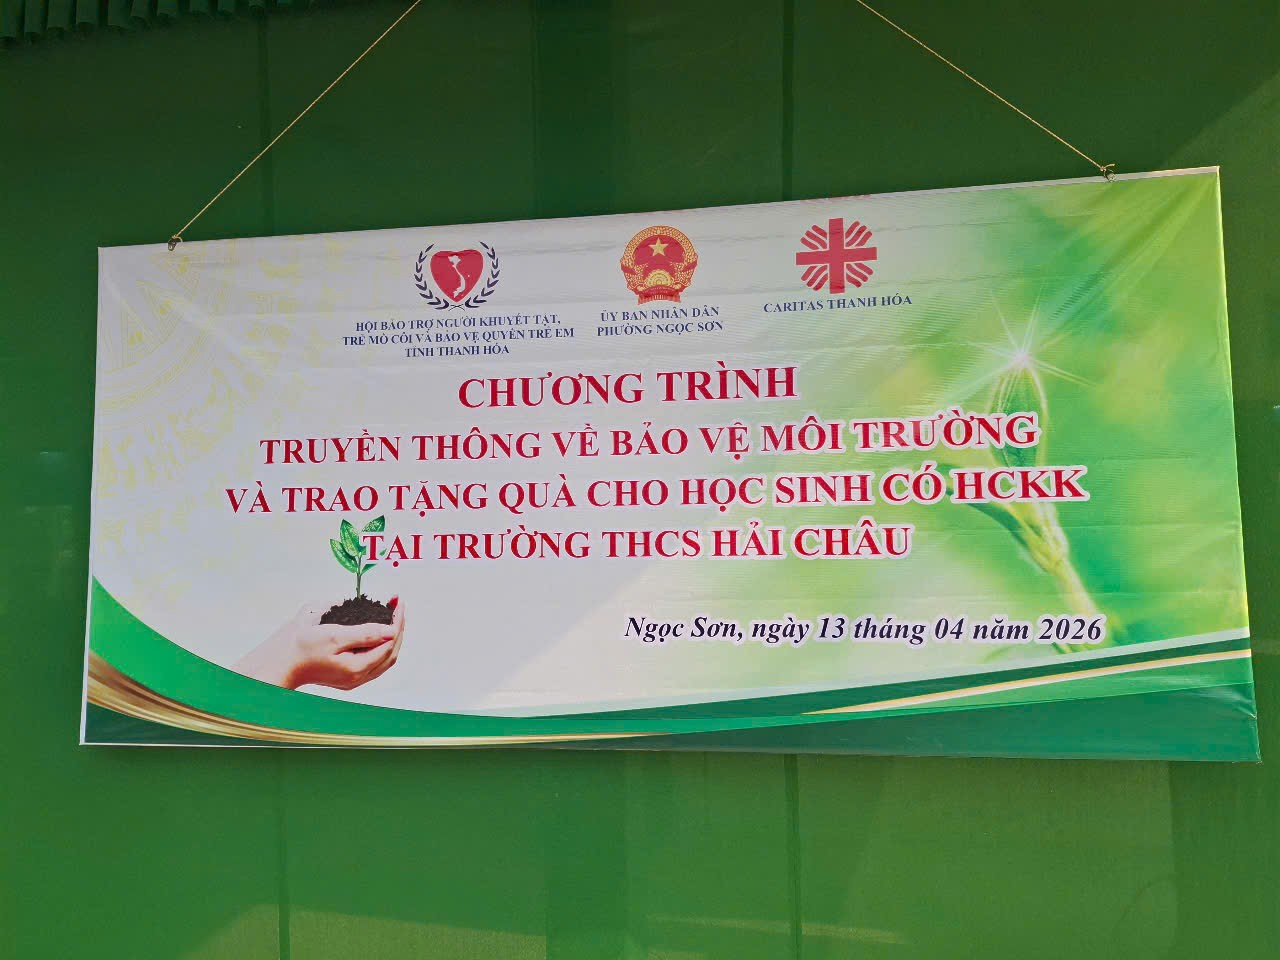 HỘI BẢO TRỢ NGƯỜI KHUYẾT TẬT,
TRẺ MỒ CÔI VÀ BẢO VỆ QUYỀN TRẺ EM
TỈNH THANH HÓA
ỦY BAN NHÂN DÂN
PHƯỜNG NGỌC SƠN
CARITAS THANH HÓA
CHƯƠNG TRÌNH
TRUYỀN THÔNG VỀ BẢO VỆ MÔI TRƯỜNG
VÀ TRAO TẶNG QUÀ CHO HỌC SINH CÓ HCKK
TẠI TRƯỜNG THCS HẢI CHÂU
Ngọc Sơn, ngày 13 tháng 04 năm 2026